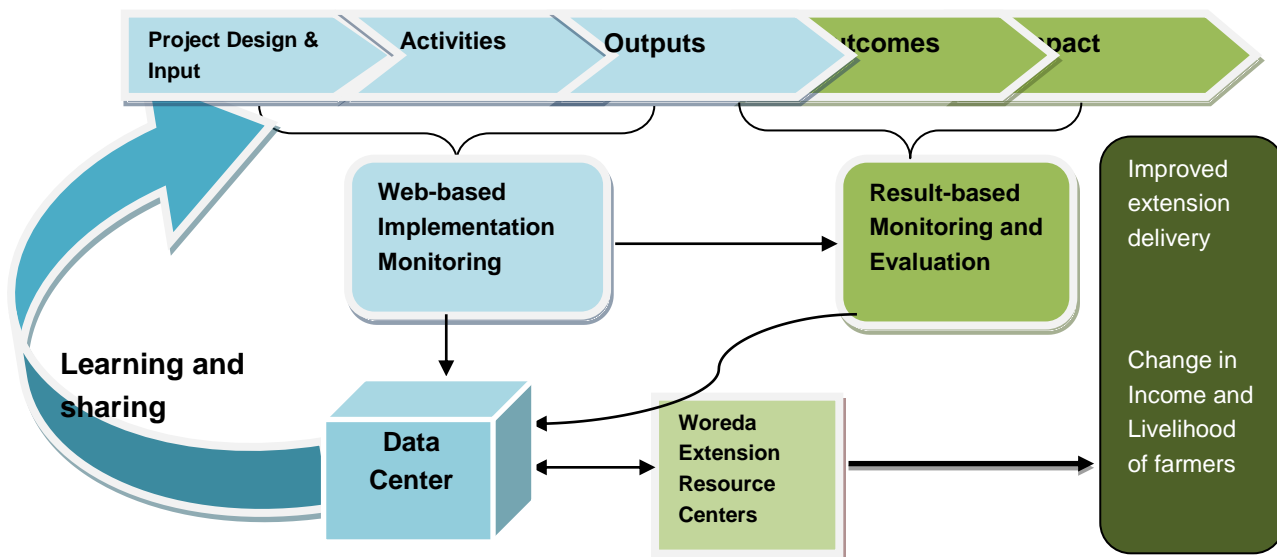 Project Design &
Input
Activities
Outputs
utcomes
pact
Web-based
Implementation
Monitoring
Result-based
Monitoring and
Evaluation
Improved
extension
delivery
Change in
Income and
Livelihood
of farmers
Learning and
sharing
Data
Center
Woreda
Extension
Resource
Centers